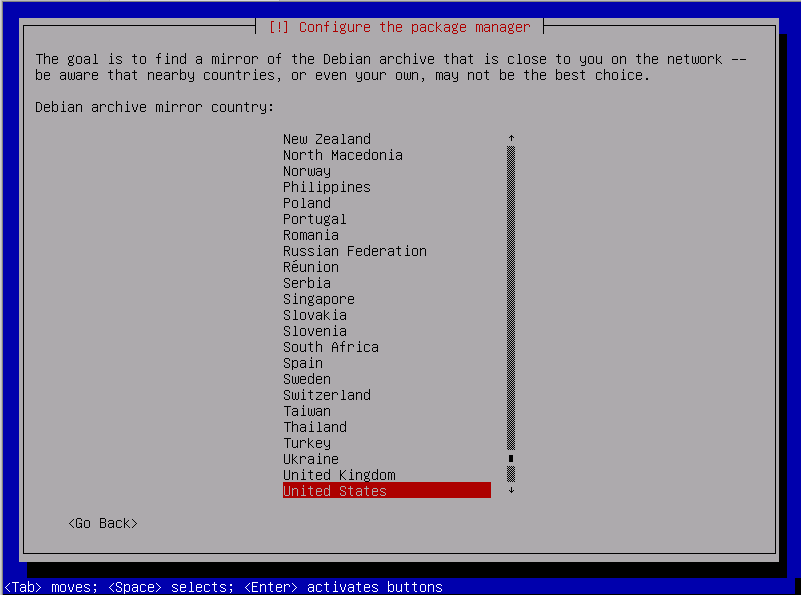 [!] Configure the package manager
The goal is to find a mirror of the Debian archive that is close to you on the network --
be aware that nearby countries, or even your own, may not be the best choice.
Debian archive mirror country:
New Zealand
North Macedonia
Norway
Philippines
Poland
Portugal
Romania
Russian Federation
Réunion
Serbia
Singapore
Slovakia
Slovenia
South Africa
Spain
Sweden
Switzerland
Taiwan
Thailand
Turkey
Ukraine
United Kingdom
United States
<Go Back>
<Tab> moves; <Space> selects; <Enter> activates buttons